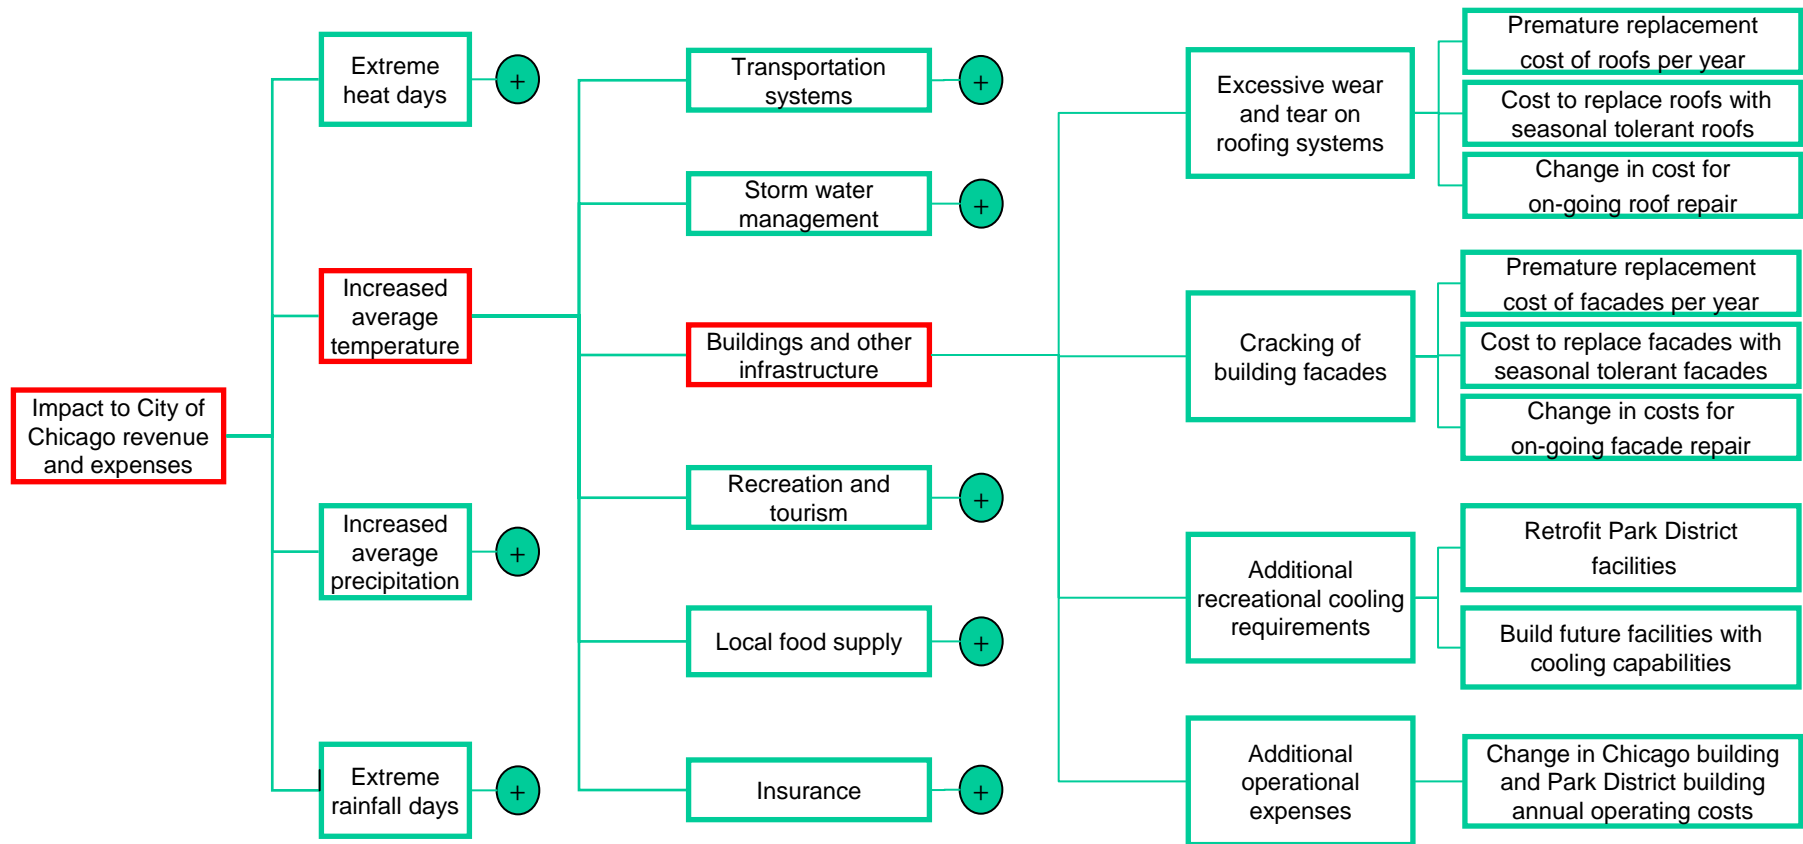 Impact to City of
Chicago revenue
and expenses
Extreme
heat days
+
Increased
average
temperature
Increased
average
precipitation
+
Extreme
rainfall days
+
Transportation
systems
+
Storm water
management
+
Buildings and other
infrastructure
Recreation and
tourism
+
Local food supply
+
Insurance
+
Excessive wear
and tear on
roofing systems
Premature replacement
cost of roofs per year
Cost to replace roofs with
seasonal tolerant roofs
Change in cost for
on-going roof repair
Cracking of
building facades
Premature replacement
cost of facades per year
Cost to replace facades with
seasonal tolerant facades
Change in costs for
on-going facade repair
Additional
recreational cooling
requirements
Retrofit Park District
facilities
Build future facilities with
cooling capabilities
Additional
operational
expenses
Change in Chicago building
and Park District building
annual operating costs